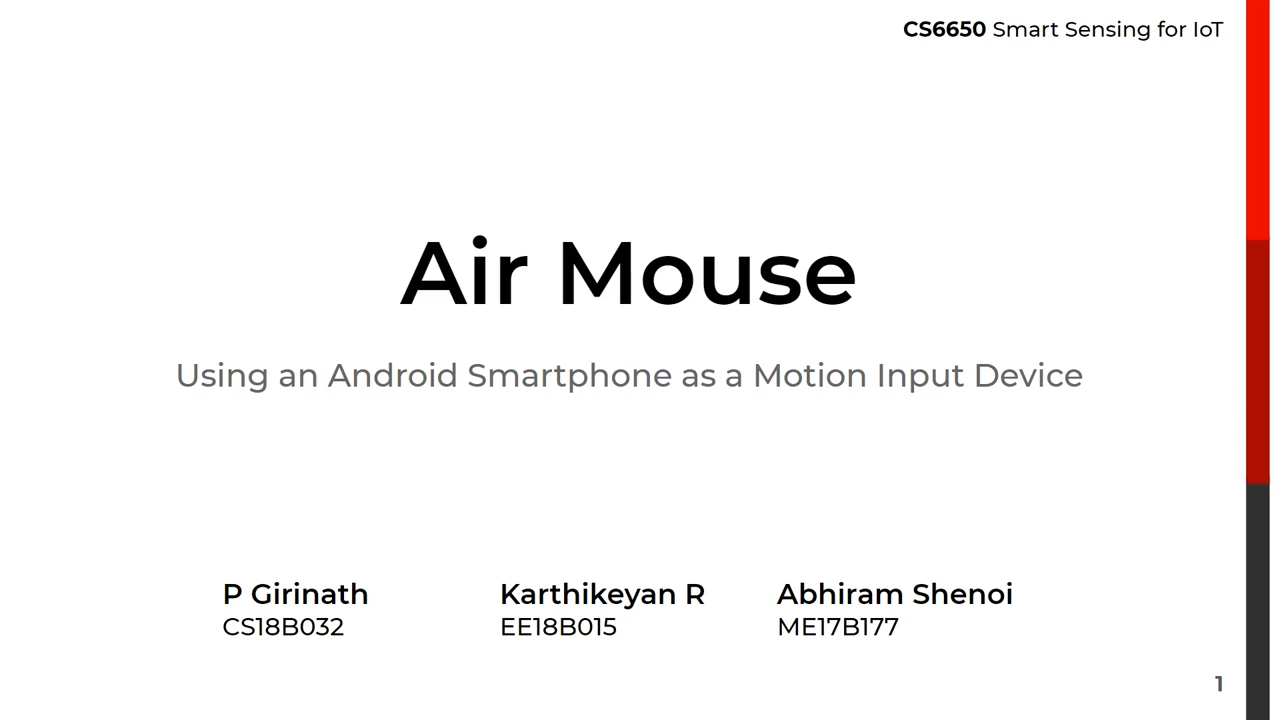 CS6650 Smart Sensing for IoT
Air Mouse
Using an Android Smartphone as a Motion Input Device
P Girinath
CS18B032
Karthikeyan R
EE18B015
Abhiram Shenoi
ME17B177
1